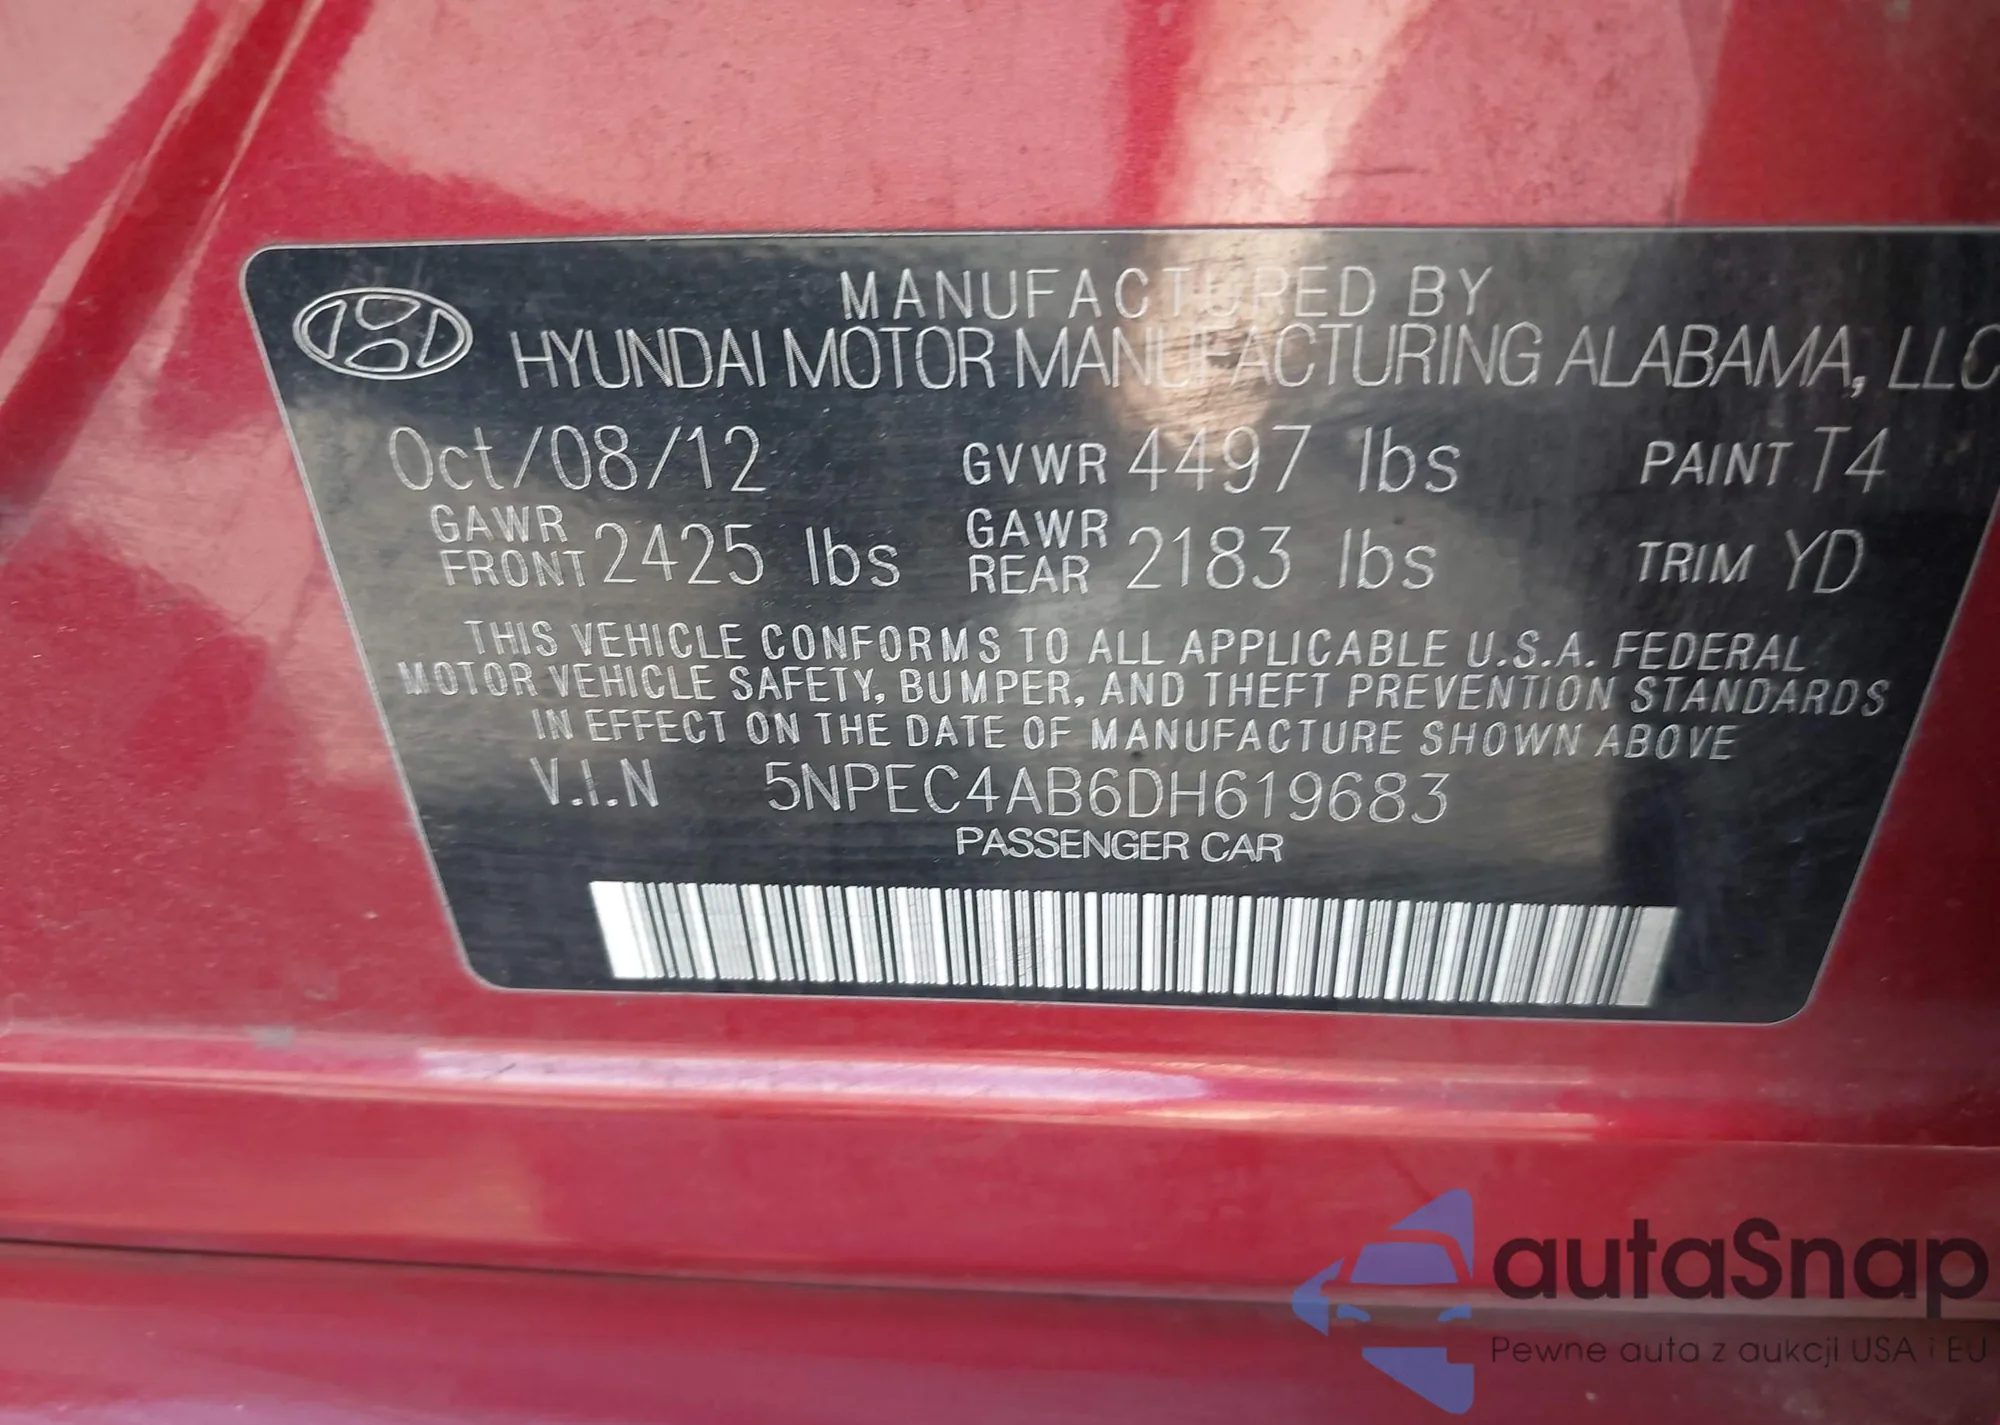 MANUFACTURED BY
HYUNDAI MOTOR MANUFACTURING ALABAMA, LLC
Oct/08/12 GVWR 4497 lbs PAINT T4
GAWR FRONT 2425 lbs GAWR REAR 2183 lbs TRIM YD
THIS VEHICLE CONFORMS TO ALL APPLICABLE U.S.A. FEDERAL
MOTOR VEHICLE SAFETY, BUMPER, AND THEFT PREVENTION STANDARDS
IN EFFECT ON THE DATE OF MANUFACTURE SHOWN ABOVE
V.I.N 5NPEC4AB6DH619683
PASSENGER CAR
autaSnap
Pewne auta z aukcji USA i EU